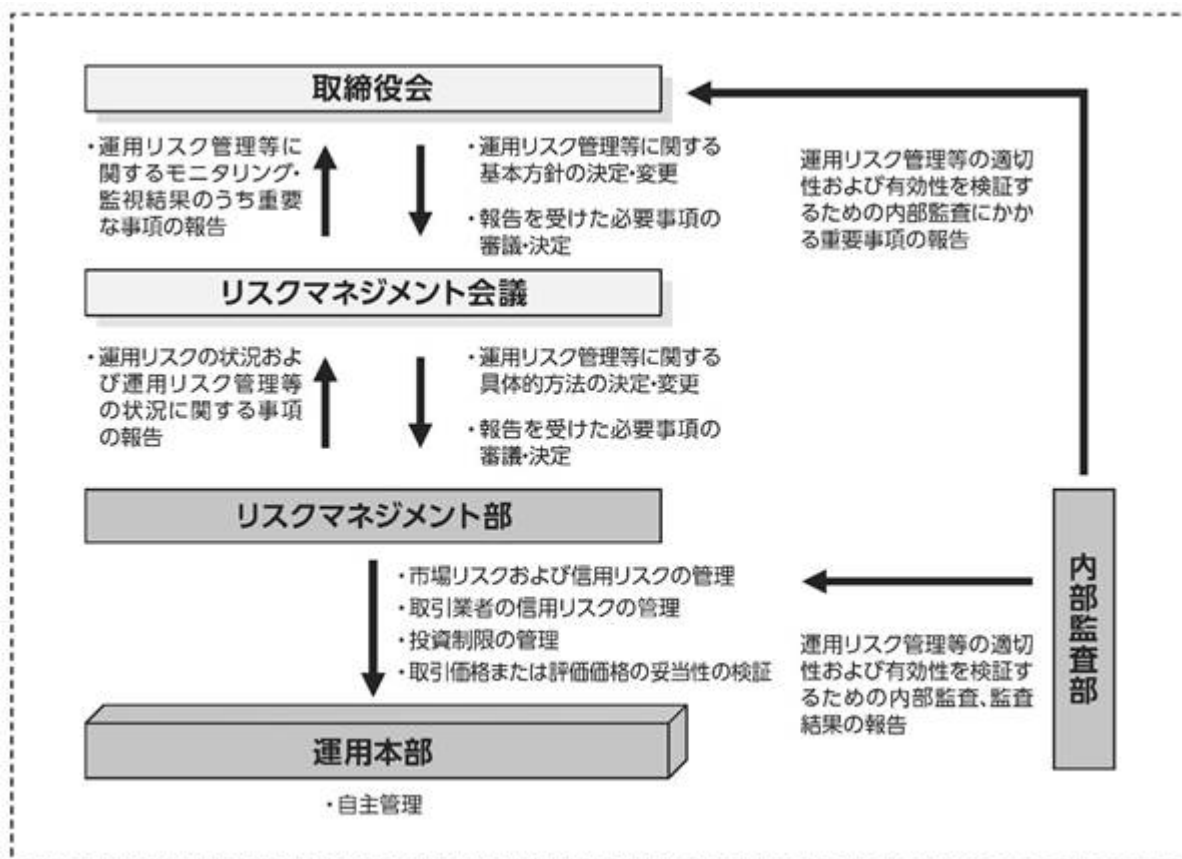 取締役会
・運用リスク管理等に
関するモニタリング・
監視結果のうち重要
な事項の報告
・運用リスク管理等に関する
基本方針の決定・変更
・報告を受けた必要事項の
審議・決定
運用リスク管理等の適切
性および有効性を検証す
るための内部監査にかか
る重要事項の報告
リスクマネジメント会議
・運用リスクの状況およ
び運用リスク管理等
の状況に関する事項
の報告
・運用リスク管理等に関する
具体的方法の決定・変更
・報告を受けた必要事項の
審議・決定
リスクマネジメント部
・市場リスクおよび信用リスクの管理
・取引業者の信用リスクの管理
・投資制限の管理
・取引価格または評価価格の妥当性の検証
内部監査部
運用リスク管理等の適切
性および有効性を検証す
るための内部監査、監査
結果の報告
運用本部
・自主管理